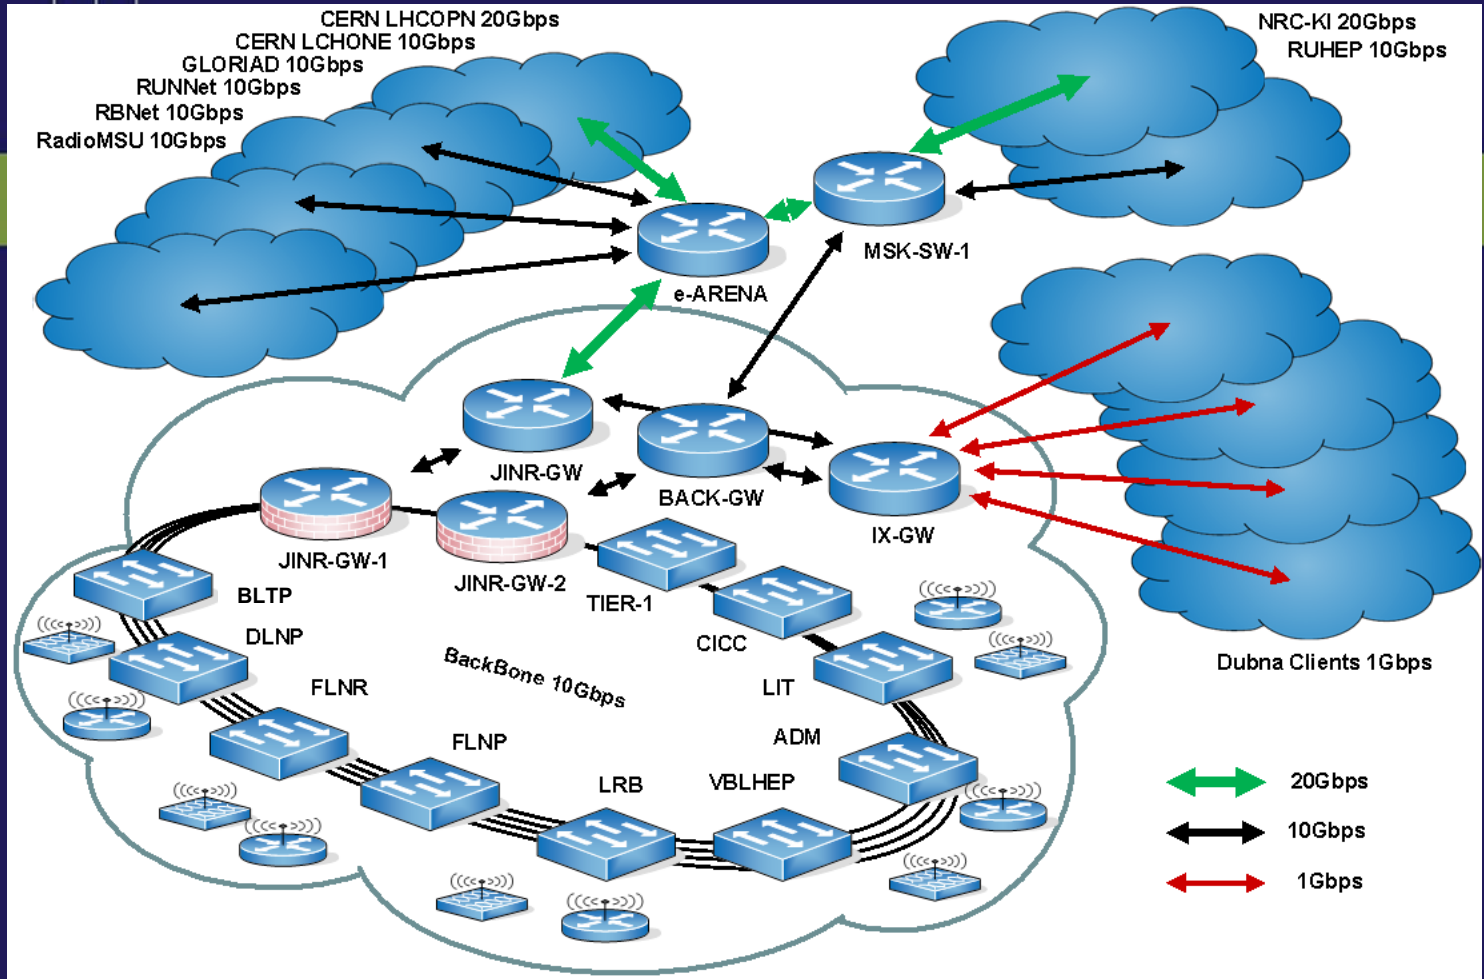 CERN LHCOPN 20Gbps
CERN LCHONE 10Gbps
GLORIAD 10Gbps
RUNNet 10Gbps
RBNet 10Gbps
RadioMSU 10Gbps
NRC-KI 20Gbps
RUHEP 10Gbps
MSK-SW-1
e-ARENA
JINR-GW
BACK-GW
IX-GW
JINR-GW-1
JINR-GW-2
TIER-1
BLTP
DLNP
CICC
FLNR
LIT
BackBone 10Gbps
FLNP
ADM
LRB
VBLHEP
Dubna Clients 1Gbps
20Gbps
10Gbps
1Gbps